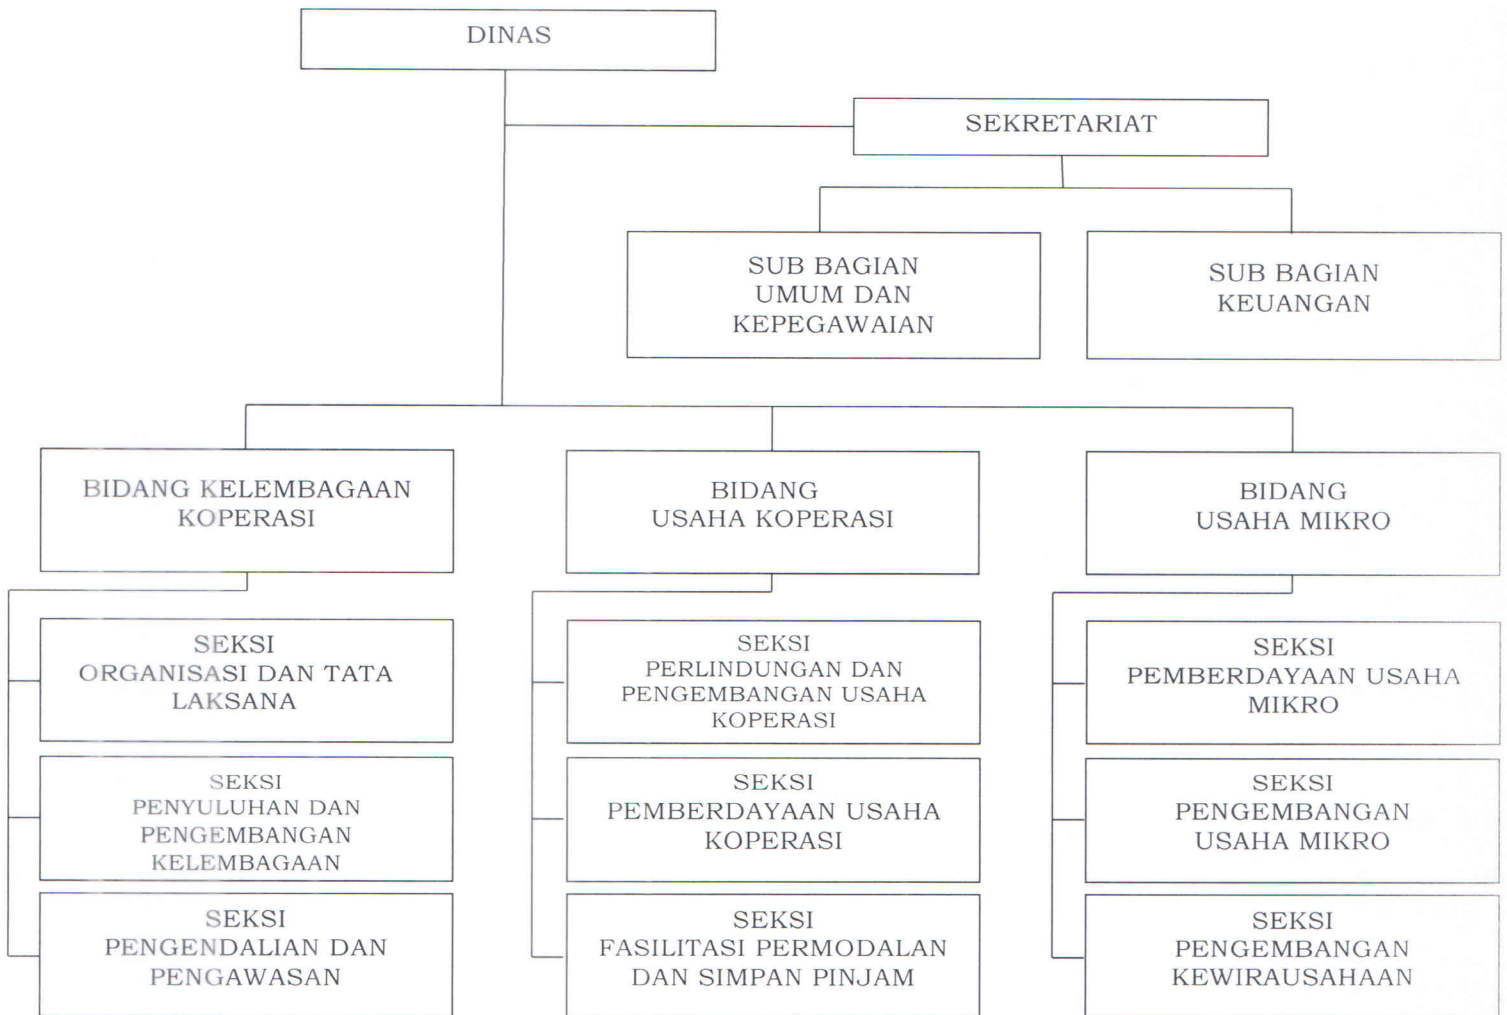 DINAS
SEKRETARIAT
SUB BAGIAN
UMUM DAN
KEPEGAWAIAN
SUB BAGIAN
KEUANGAN
BIDANG KELEMBAGAAN
KOPERASI
BIDANG
USAHA KOPERASI
BIDANG
USAHA MIKRO
SEKSI
ORGANISASI DAN TATA
LAKSANA
SEKSI
PERLINDUNGAN DAN
PENGEMBANGAN USAHA
KOPERASI
SEKSI
PEMBERDAYAAN USAHA
MIKRO
SEKSI
PENYULUHAN DAN
PENGEMBANGAN
KELEMBAGAAN
SEKSI
PEMBERDAYAAN USAHA
KOPERASI
SEKSI
PENGEMBANGAN
USAHA MIKRO
SEKSI
PENGENDALIAN DAN
PENGAWASAN
SEKSI
FASILITASI PERMODALAN
DAN SIMPAN PINJAM
SEKSI
PENGEMBANGAN
KEWIRAUSAHAAN